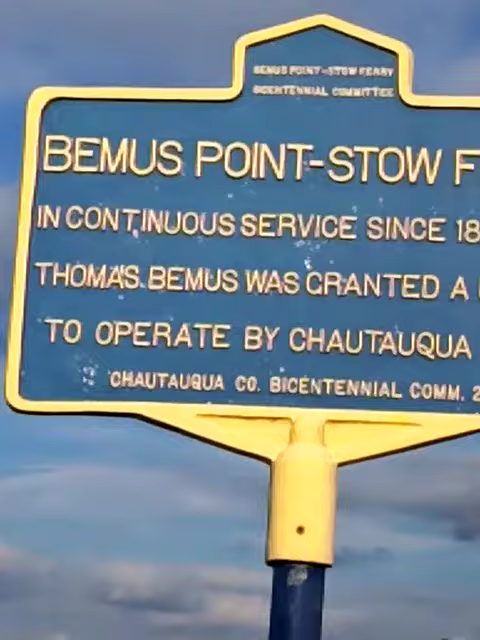 BEMUS POINT-STOW FERRY
BICENTENNIAL COMMITTEE
BEMUS POINT-STOW F
IN CONTINUOUS SERVICE SINCE 18
THOMAS BEMUS WAS GRANTED A
TO OPERATE BY CHAUTAUQUA
CHAUTAUQUA CO. BICENTENNIAL COMM. 2